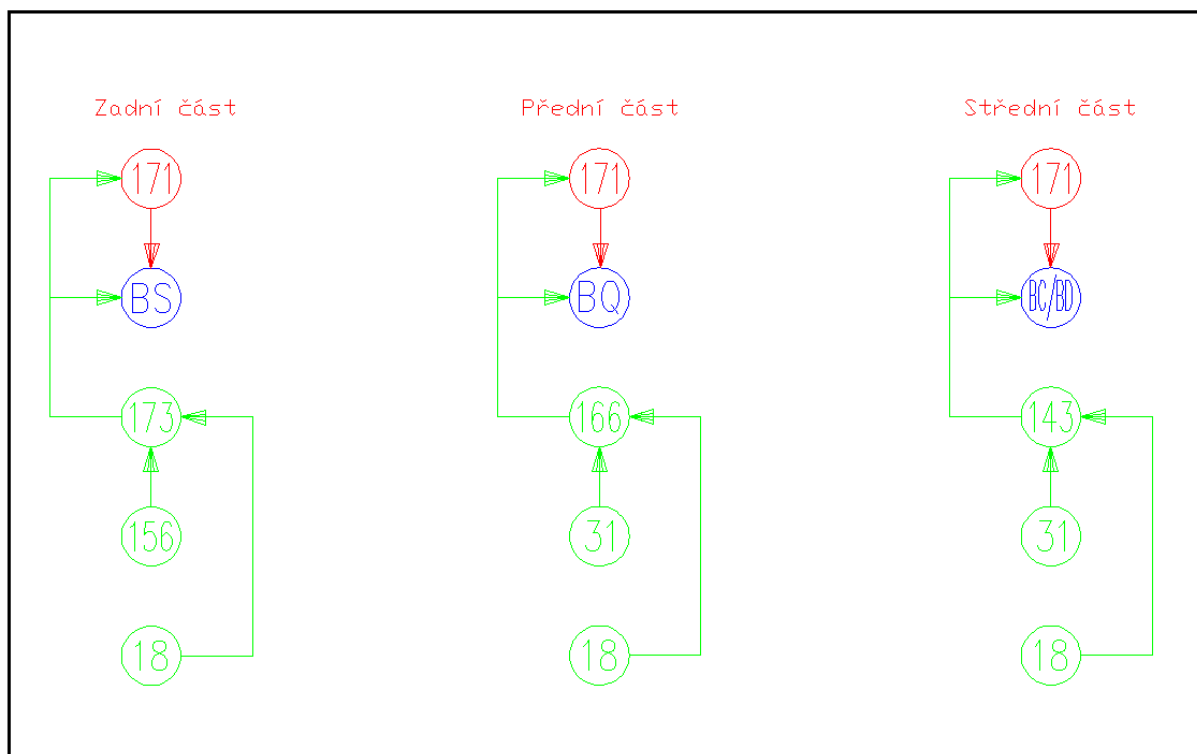 Zadní část
171
BS
173
156
18
Přední část
171
BQ
166
31
18
Střední část
171
BC/BD
143
31
18